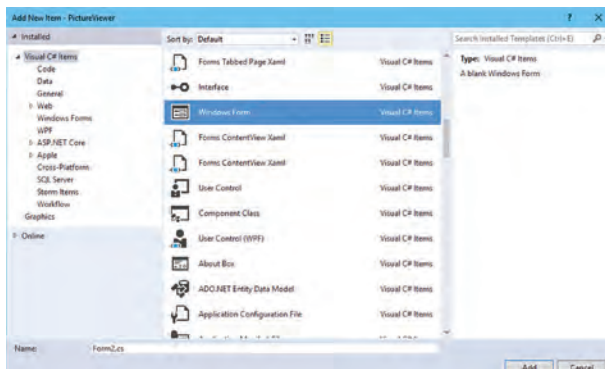 Add New Item - PictureViewer ? X
Installed
Sort by: Default
Search Installed Templates (Ctrl+E)
Visual C# Items
Code
Data
General
Web
Windows Forms
WPF
ASP.NET Core
Apple
Cross-Platform
SQL Server
Storm Items
Workflow
Graphics
Online
Forms Tabbed Page Xaml Visual C# Items
Interface Visual C# Items
Windows Form Visual C# Items
Forms ContentView Xaml Visual C# Items
Forms ContentView Xaml Visual C# Items
User Control Visual C# Items
Component Class Visual C# Items
User Control (WPF) Visual C# Items
About Box Visual C# Items
ADO.NET Entity Data Model Visual C# Items
Application Configuration File Visual C# Items
Type: Visual C# Items
A blank Windows Form
Name: Form2.cs
Add Cancel